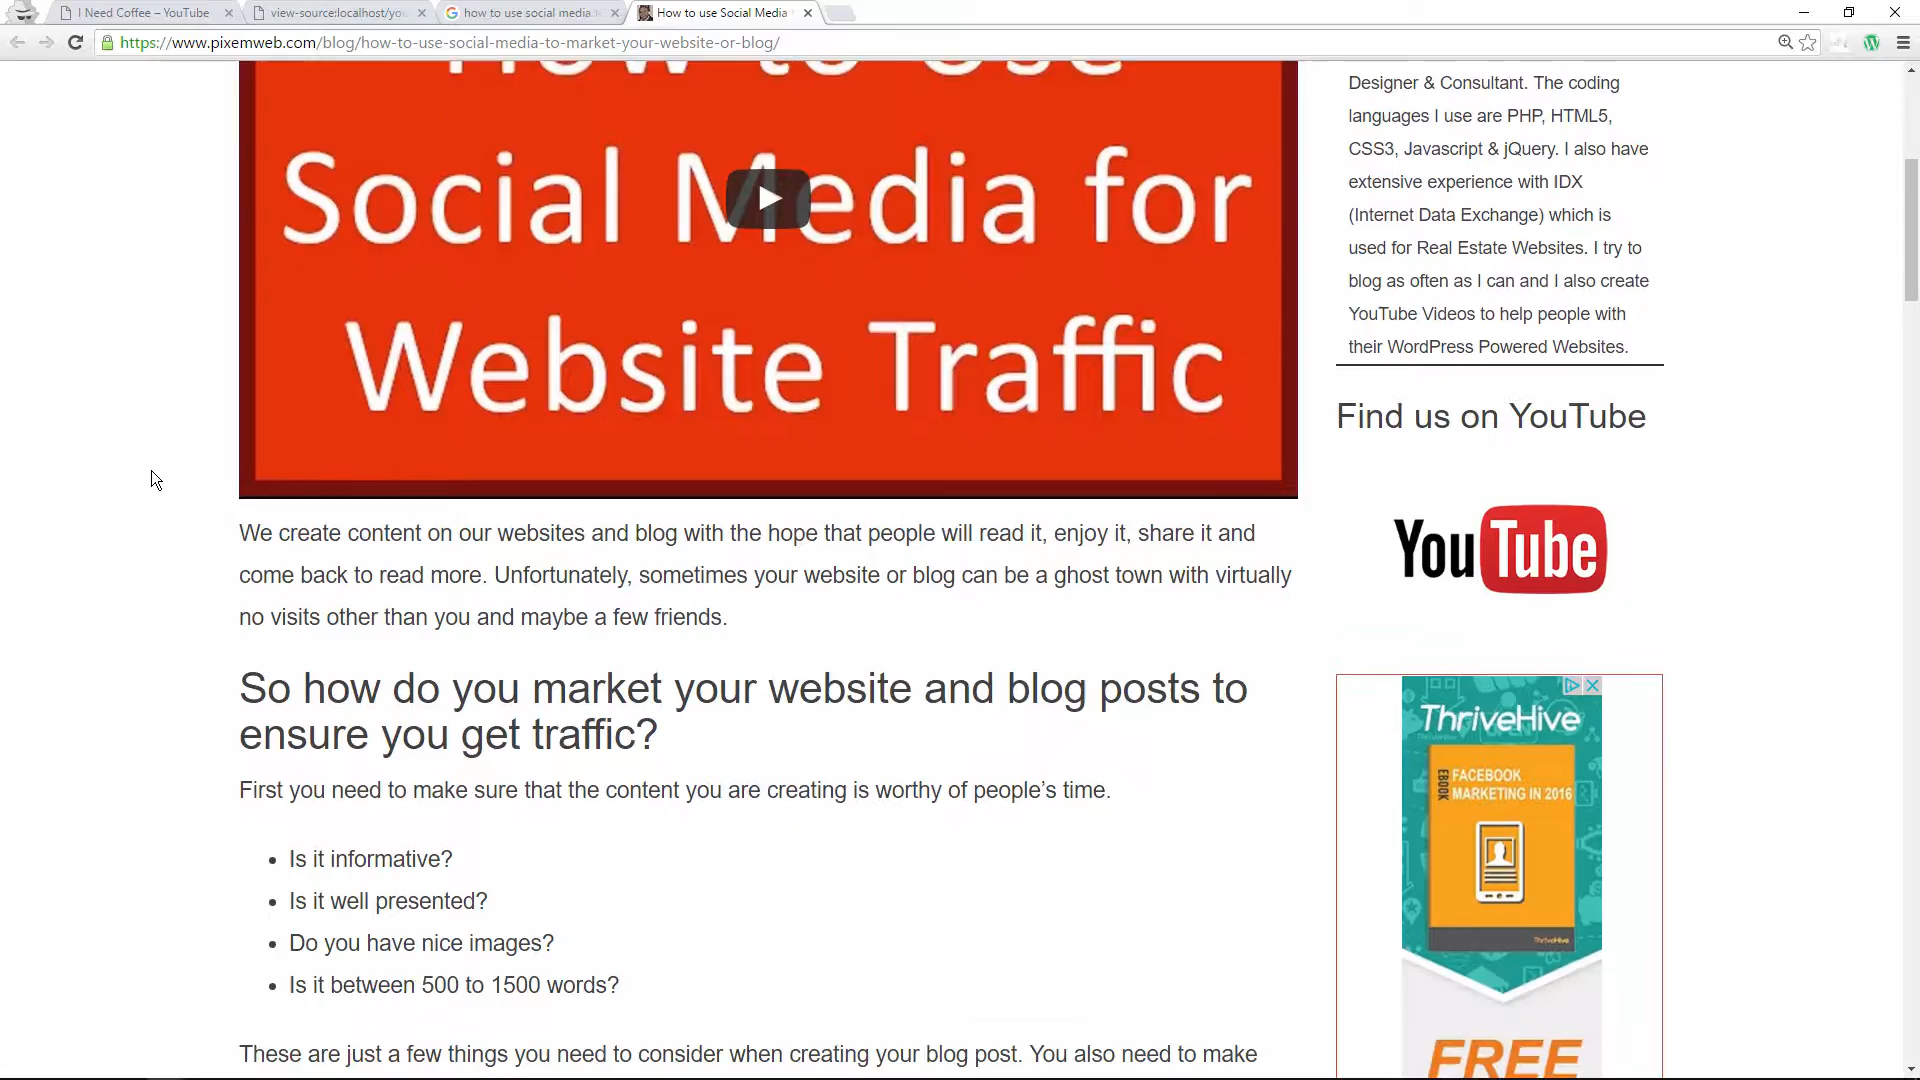 I Need Coffee – YouTube
view-source:localhost/you
how to use social media t
How to use Social Media
https://www.pixemweb.com/blog/how-to-use-social-media-to-market-your-website-or-blog/
How to Use
Social Media for
Website Traffic
We create content on our websites and blog with the hope that people will read it, enjoy it, share it and
come back to read more. Unfortunately, sometimes your website or blog can be a ghost town with virtually
no visits other than you and maybe a few friends.
So how do you market your website and blog posts to
ensure you get traffic?
First you need to make sure that the content you are creating is worthy of people’s time.
• Is it informative?
• Is it well presented?
• Do you have nice images?
• Is it between 500 to 1500 words?
These are just a few things you need to consider when creating your blog post. You also need to make
Designer & Consultant. The coding
languages I use are PHP, HTML5,
CSS3, Javascript & jQuery. I also have
extensive experience with IDX
(Internet Data Exchange) which is
used for Real Estate Websites. I try to
blog as often as I can and I also create
YouTube Videos to help people with
their WordPress Powered Websites.
Find us on YouTube
YouTube
ThriveHive
EBOOK
FACEBOOK
MARKETING IN 2016
ThriveHive
FREE